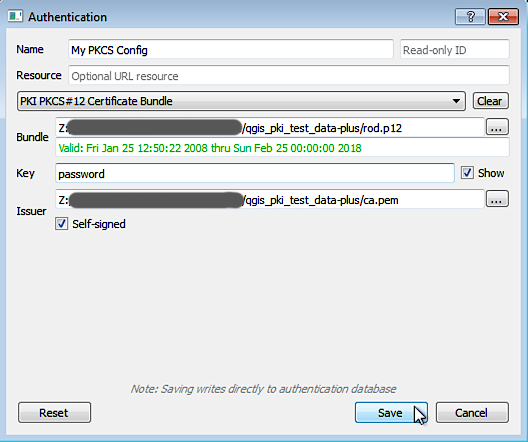 Authentication
Name My PKCS Config Read-only ID
Resource Optional URL resource
PKI PKCS#12 Certificate Bundle Clear
Bundle Z: /qgis_pki_test_data-plus/rod.p12 ...
Valid: Fri Jan 25 12:50:22 2008 thru Sun Feb 25 00:00:00 2018
Key password Show
Issuer Z: /qgis_pki_test_data-plus/ca.pem ...
Self-signed
Note: Saving writes directly to authentication database
Reset Save Cancel